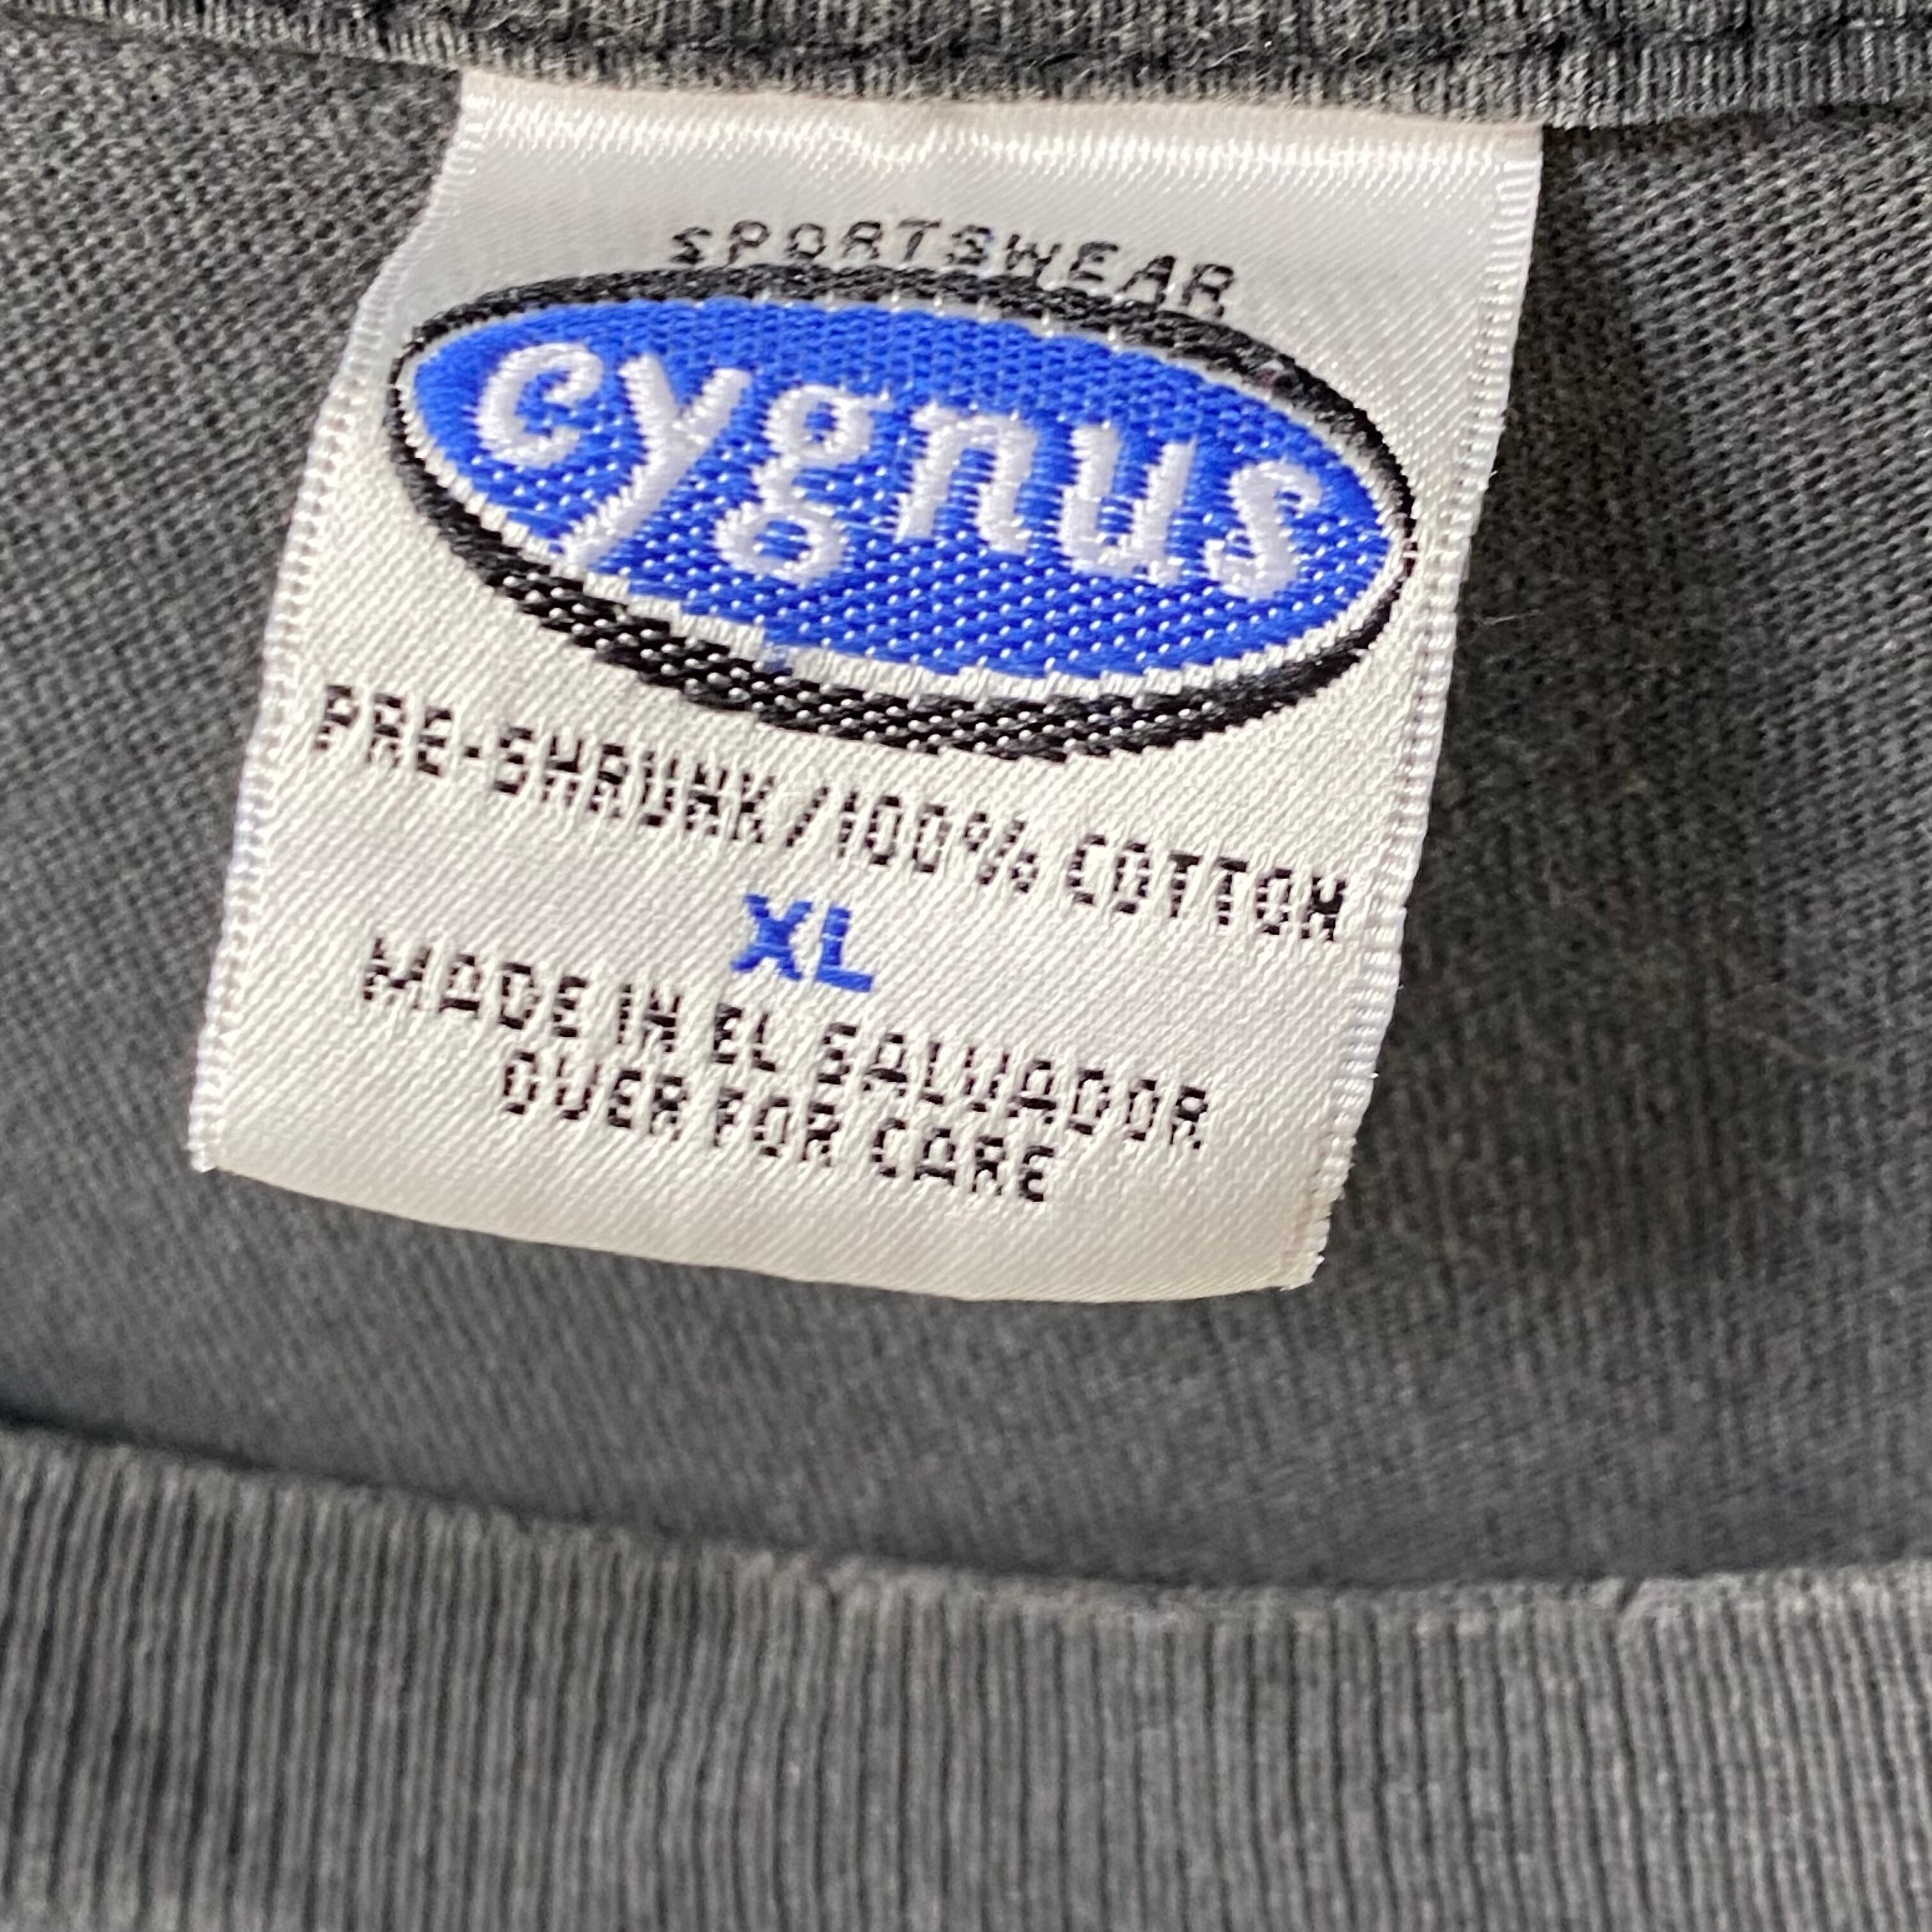 SPORTSWEAR
cygnus
PRE-SHRUNK/100% COTTON
XL
MADE IN EL SALVADOR
OVER FOR CARE